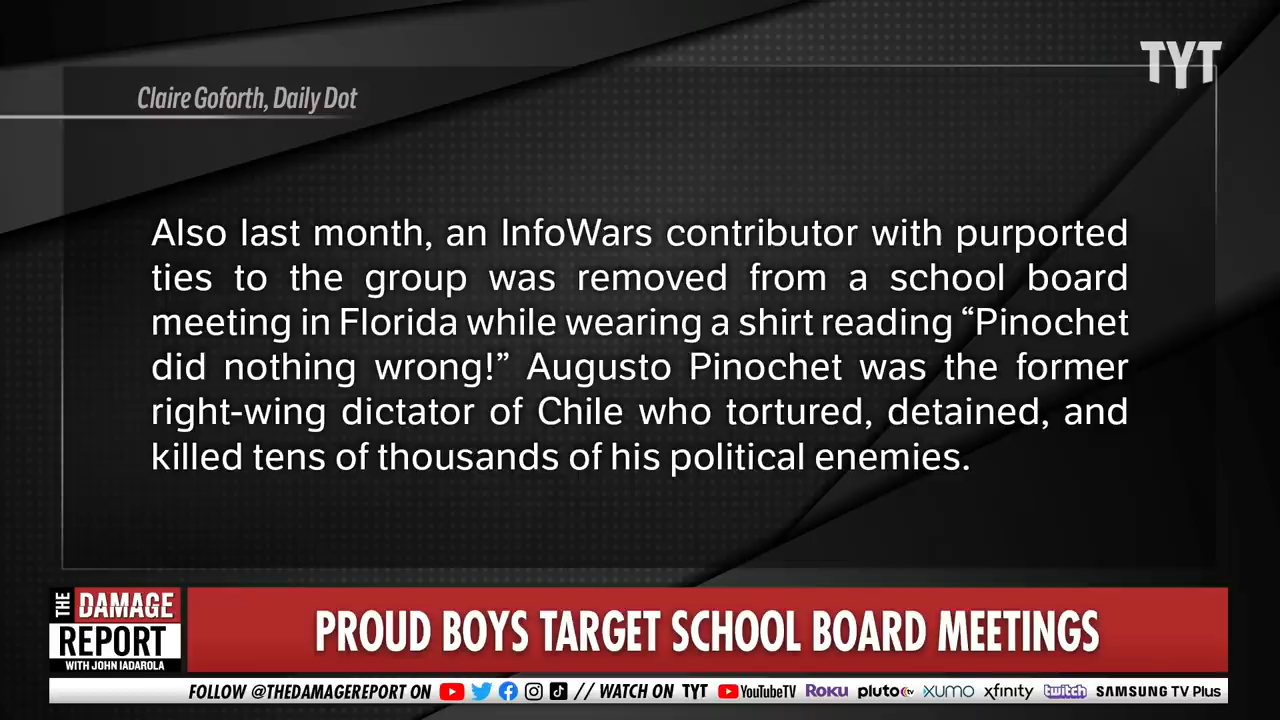 TYT
Claire Goforth, Daily Dot
Also last month, an InfoWars contributor with purported
ties to the group was removed from a school board
meeting in Florida while wearing a shirt reading “Pinochet
did nothing wrong!” Augusto Pinochet was the former
right-wing dictator of Chile who tortured, detained, and
killed tens of thousands of his political enemies.
THE DAMAGE
REPORT
WITH JOHN IADAROLA
PROUD BOYS TARGET SCHOOL BOARD MEETINGS
FOLLOW @THEDAMAGEREPORT ON // WATCH ON TYT YouTubeTV Roku pluto tv xumo xfinity twitch SAMSUNG TV Plus